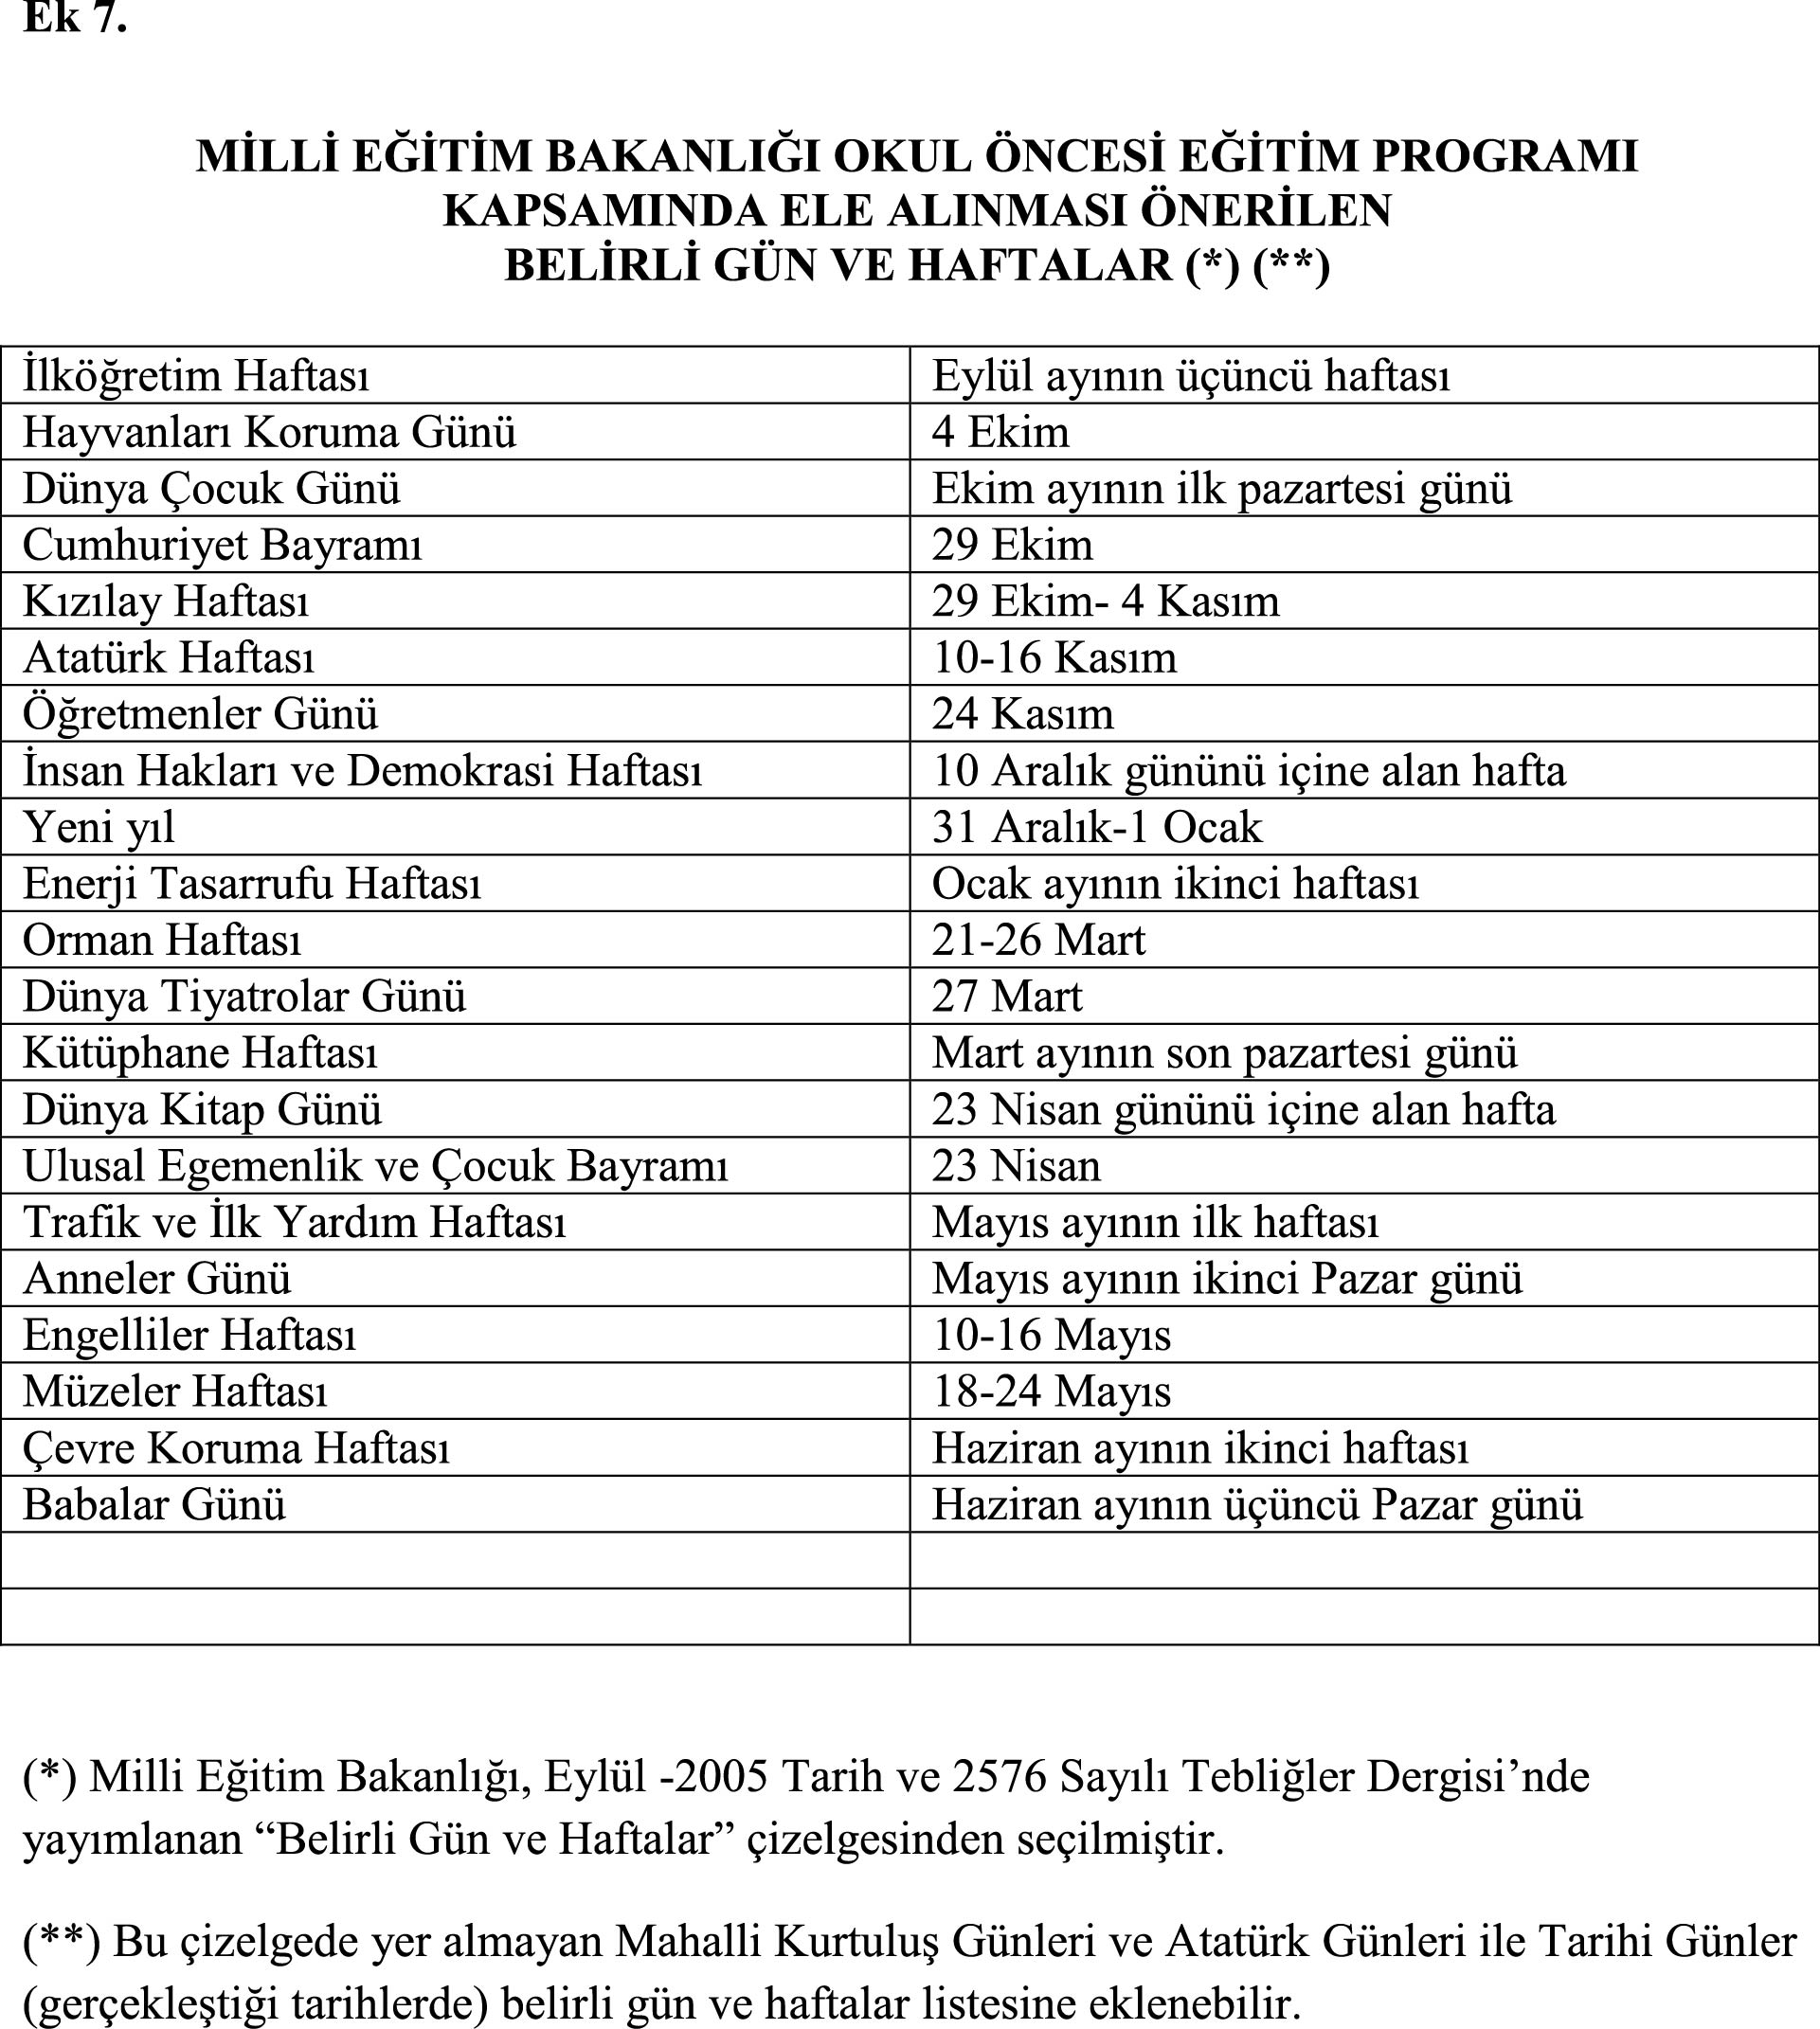 Ek 7.
MİLLİ EĞİTİM BAKANLIĞI OKUL ÖNCESİ EĞİTİM PROGRAMI
KAPSAMINDA ELE ALINMASI ÖNERİLEN
BELİRLİ GÜN VE HAFTALAR (*) (**)
İlköğretim Haftası Eylül ayının üçüncü haftası
Hayvanları Koruma Günü 4 Ekim
Dünya Çocuk Günü Ekim ayının ilk pazartesi günü
Cumhuriyet Bayramı 29 Ekim
Kızılay Haftası 29 Ekim- 4 Kasım
Atatürk Haftası 10-16 Kasım
Öğretmenler Günü 24 Kasım
İnsan Hakları ve Demokrasi Haftası 10 Aralık gününü içine alan hafta
Yeni yıl 31 Aralık-1 Ocak
Enerji Tasarrufu Haftası Ocak ayının ikinci haftası
Orman Haftası 21-26 Mart
Dünya Tiyatrolar Günü 27 Mart
Kütüphane Haftası Mart ayının son pazartesi günü
Dünya Kitap Günü 23 Nisan gününü içine alan hafta
Ulusal Egemenlik ve Çocuk Bayramı 23 Nisan
Trafik ve İlk Yardım Haftası Mayıs ayının ilk haftası
Anneler Günü Mayıs ayının ikinci Pazar günü
Engelliler Haftası 10-16 Mayıs
Müzeler Haftası 18-24 Mayıs
Çevre Koruma Haftası Haziran ayının ikinci haftası
Babalar Günü Haziran ayının üçüncü Pazar günü
(*) Milli Eğitim Bakanlığı, Eylül -2005 Tarih ve 2576 Sayılı Tebliğler Dergisi’nde
yayımlanan “Belirli Gün ve Haftalar” çizelgesinden seçilmiştir.
(**) Bu çizelgede yer almayan Mahalli Kurtuluş Günleri ve Atatürk Günleri ile Tarihi Günler
(gerçekleştiği tarihlerde) belirli gün ve haftalar listesine eklenebilir.